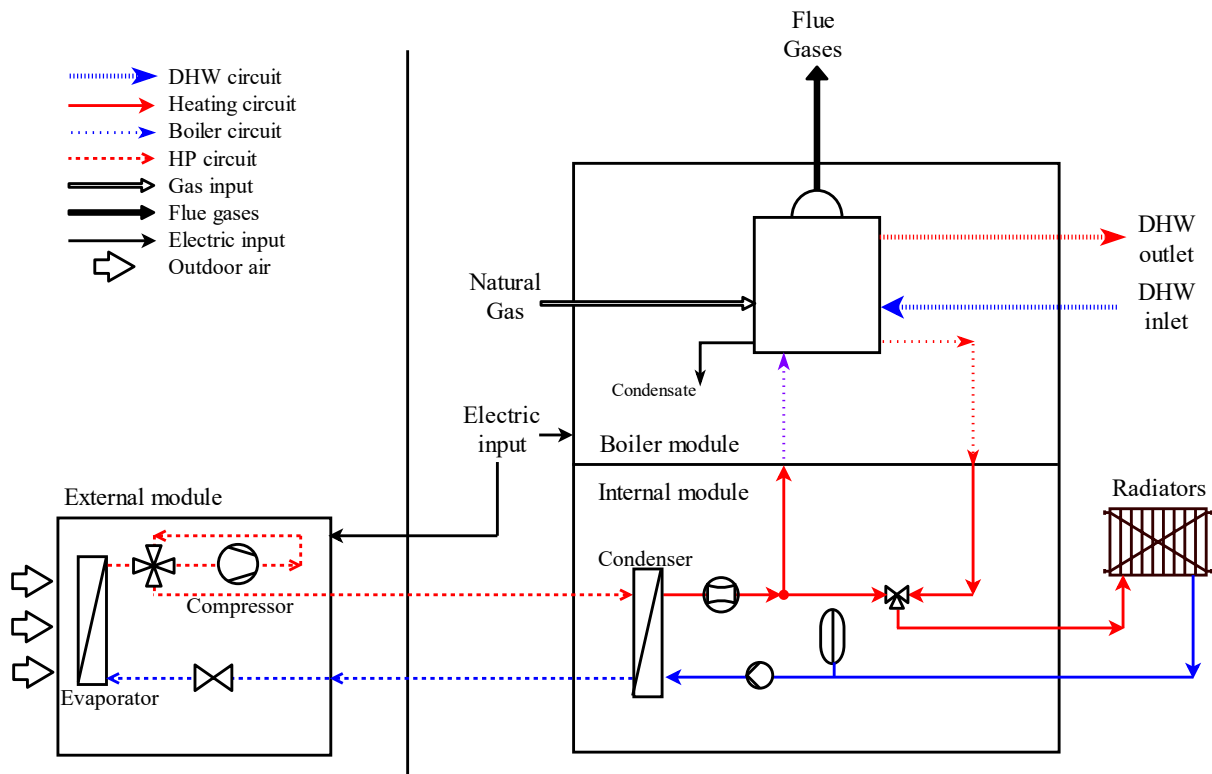 Flue
Gases
DHW circuit
Heating circuit
Boiler circuit
HP circuit
Gas input
Flue gases
Electric input
Outdoor air
DHW
outlet
Natural
Gas
DHW
inlet
Condensate
Electric
input
Boiler module
Internal module
External module
Radiators
Condenser
Compressor
Evaporator